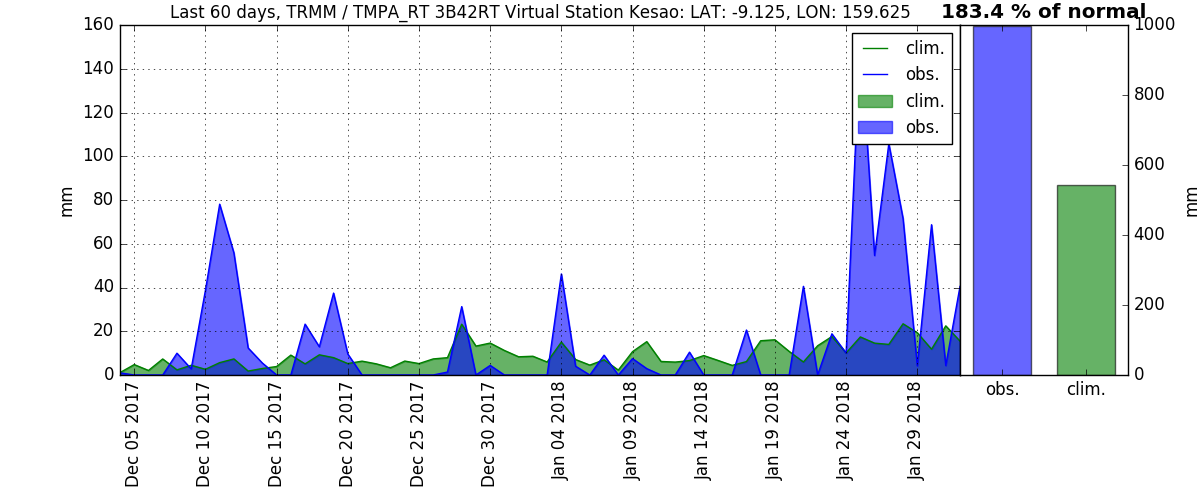 Last 60 days, TRMM / TMPA_RT 3B42RT Virtual Station Kesao: LAT: -9.125, LON: 159.625
183.4 % of normal
160
140
120
100
80
60
40
20
0
mm
clim.
obs.
clim.
obs.
1000
800
600
400
200
0
mm
obs.
clim.
Dec 05 2017
Dec 10 2017
Dec 15 2017
Dec 20 2017
Dec 25 2017
Dec 30 2017
Jan 04 2018
Jan 09 2018
Jan 14 2018
Jan 19 2018
Jan 24 2018
Jan 29 2018